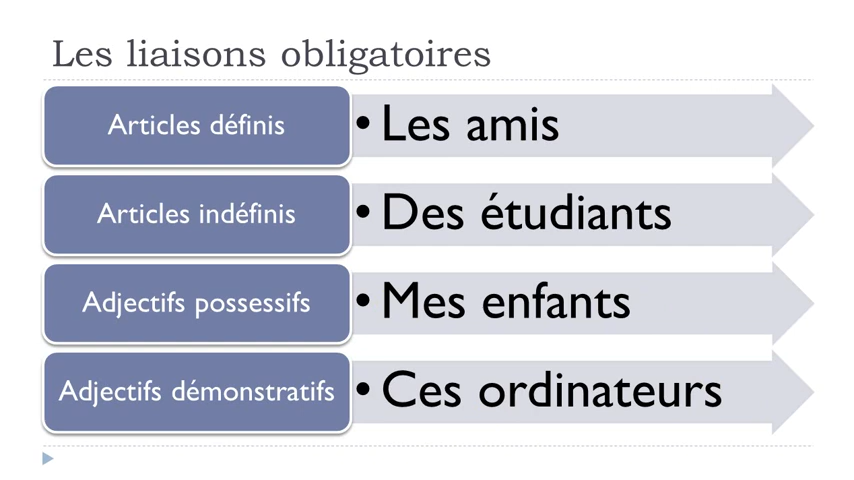 Les liaisons obligatoires
Articles définis
• Les amis
Articles indéfinis
• Des étudiants
Adjectifs possessifs
• Mes enfants
Adjectifs démonstratifs
• Ces ordinateurs